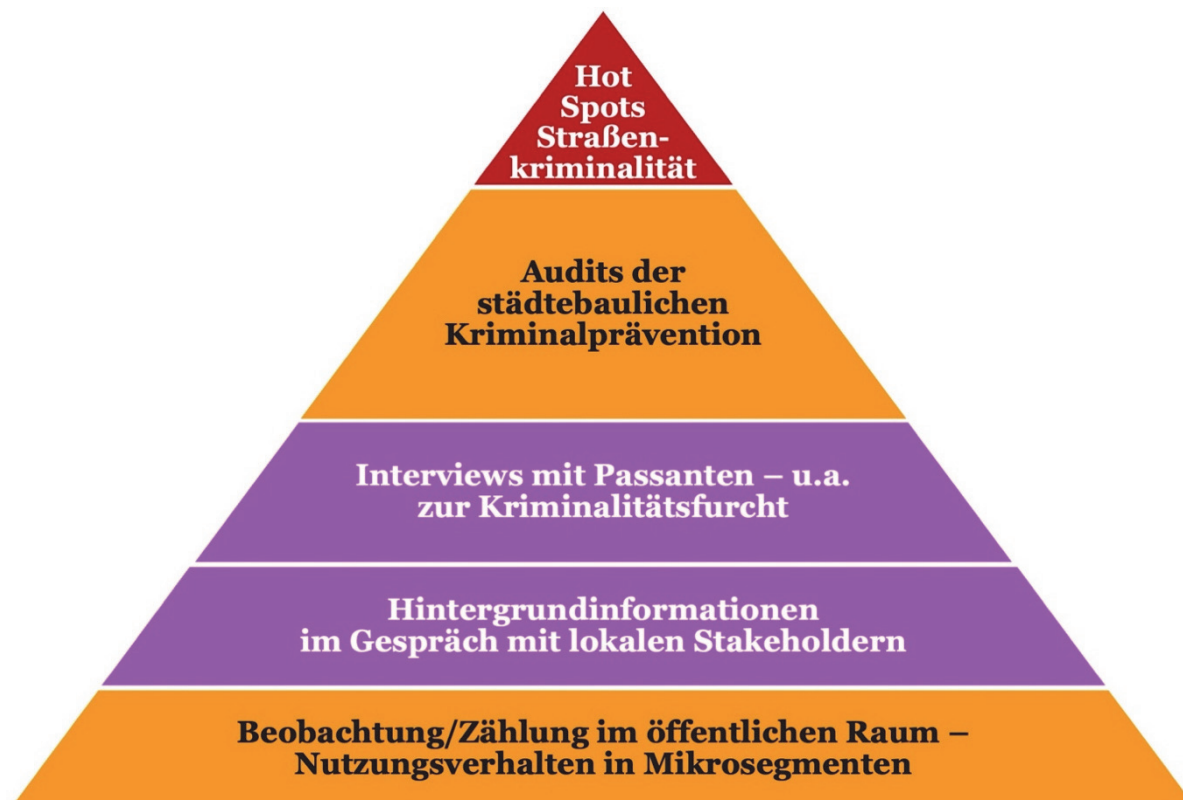 Hot
Spots
Straßen-
kriminalität
Audits der
städtebaulichen
Kriminalprävention
Interviews mit Passanten – u.a.
zur Kriminalitätsfurcht
Hintergrundinformationen
im Gespräch mit lokalen Stakeholdern
Beobachtung/Zählung im öffentlichen Raum –
Nutzungsverhalten in Mikrosegmenten